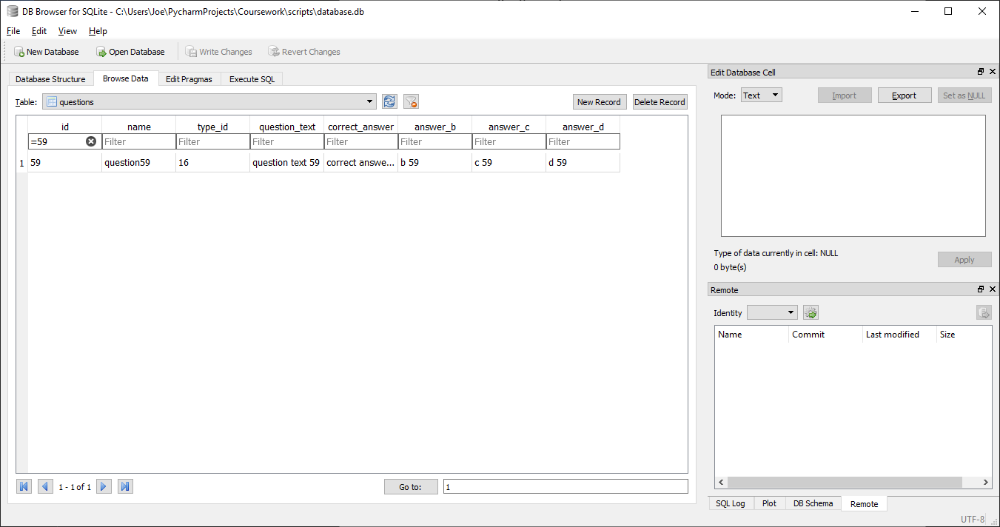 DB Browser for SQLite - C:\Users\Joe\PycharmProjects\Coursework\scripts\database.db
File Edit View Help
New Database Open Database Write Changes Revert Changes
Database Structure Browse Data Edit Pragmas Execute SQL
Table: questions New Record Delete Record
id name type_id question_text correct_answer answer_b answer_c answer_d
=59 Filter Filter Filter Filter Filter Filter Filter
1 59 question59 16 question text 59 correct answe... b 59 c 59 d 59
1 - 1 of 1 Go to: 1
Edit Database Cell
Mode: Text Import Export Set as NULL
Type of data currently in cell: NULL
0 byte(s)
Apply
Remote
Identity
Name Commit Last modified Size
SQL Log Plot DB Schema Remote
UTF-8